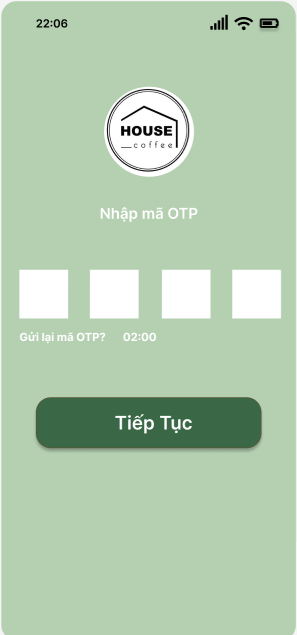 22:06
HOUSE
coffee
Nhập mã OTP
Gửi lại mã OTP? 02:00
Tiếp Tục